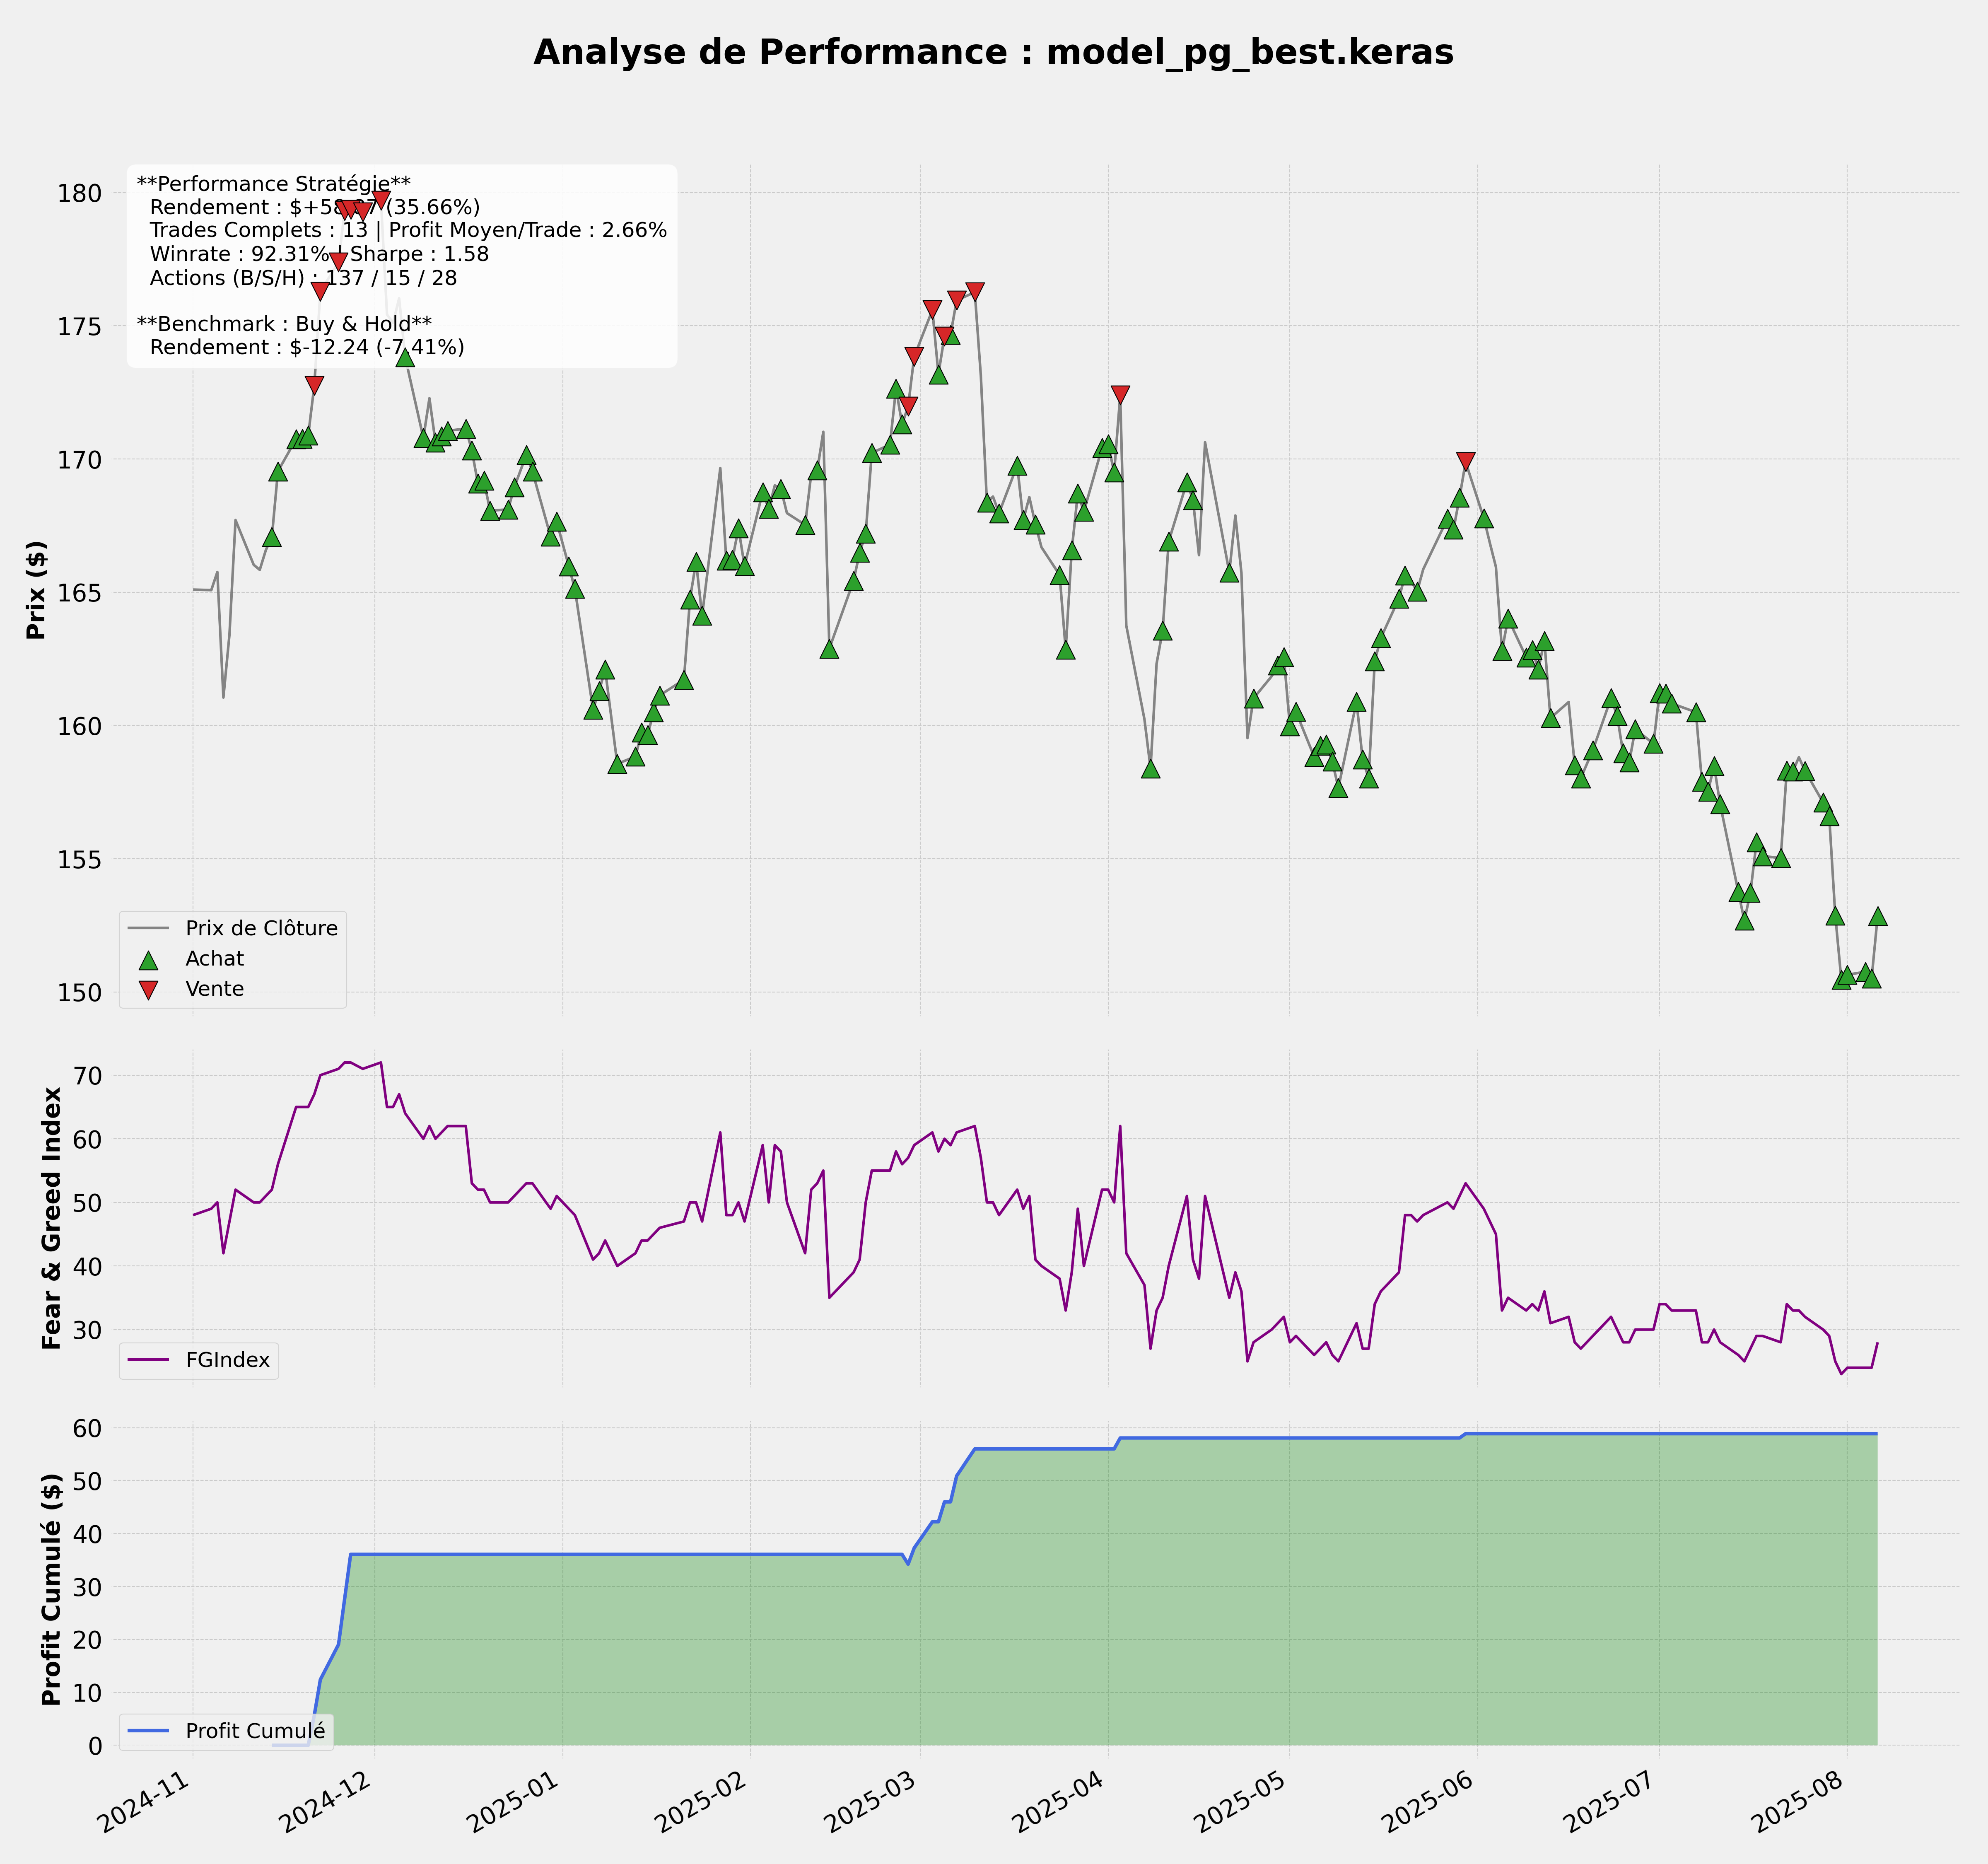 Analyse de Performance : model_pg_best.keras
**Performance Stratégie**
Rendement : (35.66%)
Trades Complets : 13 | Profit Moyen/Trade : 2.66%
Winrate : 92.31% | Sharpe : 1.58
Actions (B/S/H) : 137 / 15 / 28
**Benchmark : Buy & Hold**
Rendement : $-12.24 (-7.41%)
Prix ($)
180
175
170
165
160
155
150
Prix de Clôture
Achat
Vente
Fear & Greed Index
70
60
50
40
30
FGIndex
Profit Cumulé ($)
60
50
40
30
20
10
0
Profit Cumulé
2024-11
2024-12
2025-01
2025-02
2025-03
2025-04
2025-05
2025-06
2025-07
2025-08